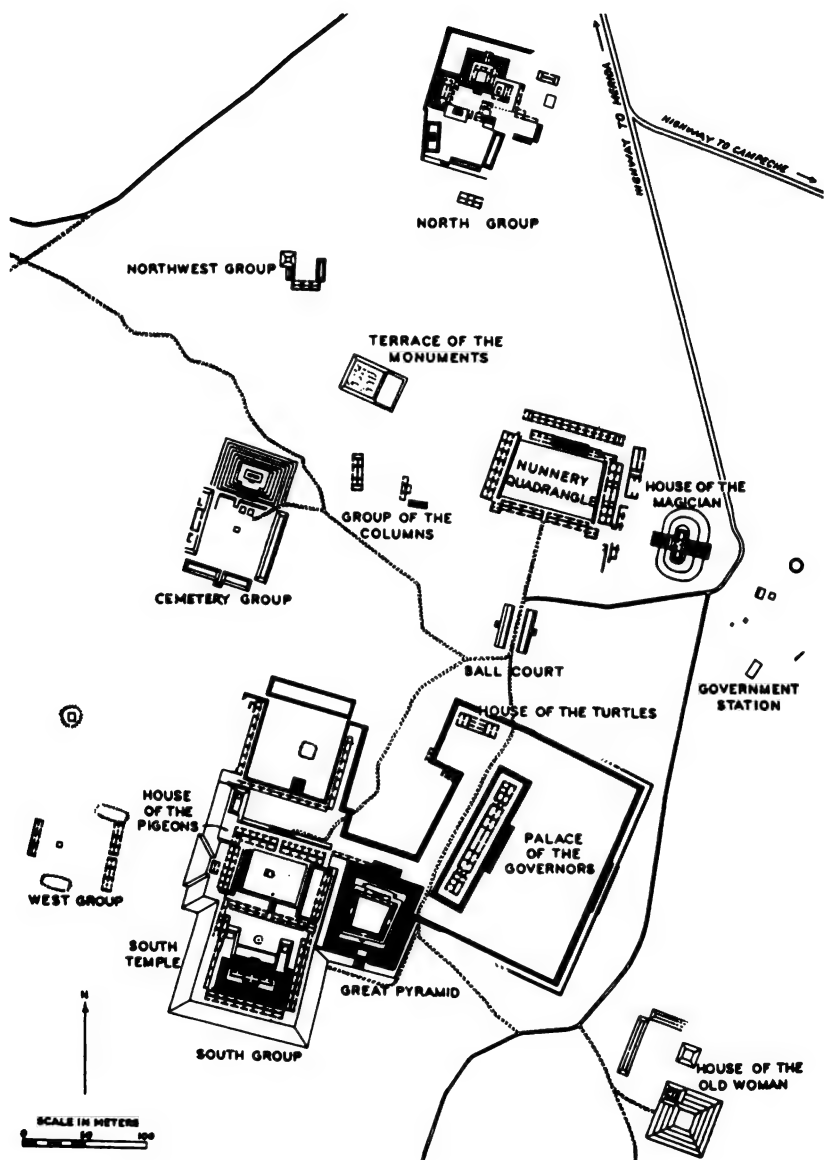 HIGHWAY TO MERIDA
HIGHWAY TO CAMPECHE
NORTH GROUP
NORTHWEST GROUP
TERRACE OF THE
MONUMENTS
NUNNERY
QUADRANGLE
HOUSE OF THE
MAGICIAN
GROUP OF THE
COLUMNS
CEMETERY GROUP
BALL COURT
GOVERNMENT
STATION
HOUSE OF THE TURTLES
HOUSE
OF THE
PIGEONS
PALACE
OF THE
GOVERNORS
WEST GROUP
SOUTH
TEMPLE
GREAT PYRAMID
N
SOUTH GROUP
HOUSE OF THE
OLD WOMAN
SCALE IN METERS
0 50 100